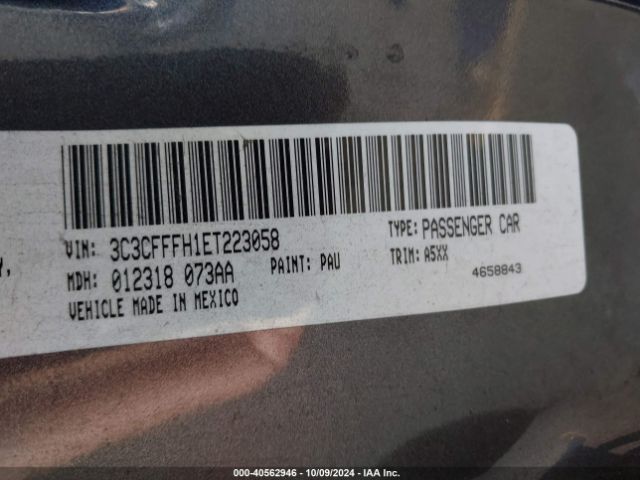 VIN: 3C3CFFFH1ET223058 TYPE: PASSENGER CAR
Y, MDH: 012318 073AA PAINT: PAU TRIM: A5XX
VEHICLE MADE IN MEXICO 4658843
000-40562946 - 10/09/2024 - IAA Inc.